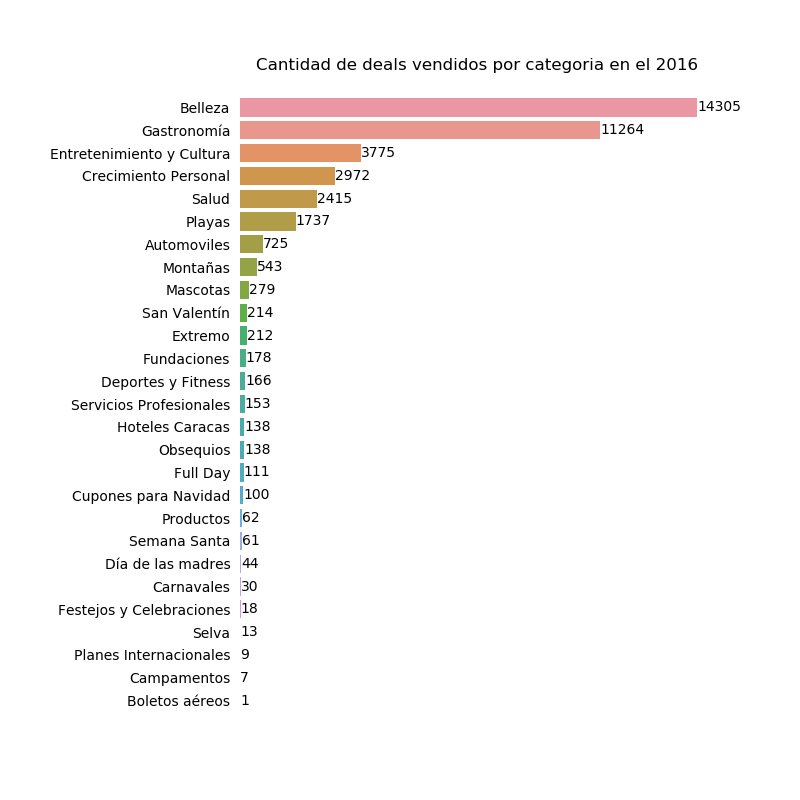 Cantidad de deals vendidos por categoria en el 2016
Belleza 14305
Gastronomía 11264
Entretenimiento y Cultura 3775
Crecimiento Personal 2972
Salud 2415
Playas 1737
Automoviles 725
Montañas 543
Mascotas 279
San Valentín 214
Extremo 212
Fundaciones 178
Deportes y Fitness 166
Servicios Profesionales 153
Hoteles Caracas 138
Obsequios 138
Full Day 111
Cupones para Navidad 100
Productos 62
Semana Santa 61
Día de las madres 44
Carnavales 30
Festejos y Celebraciones 18
Selva 13
Planes Internacionales 9
Campamentos 7
Boletos aéreos 1